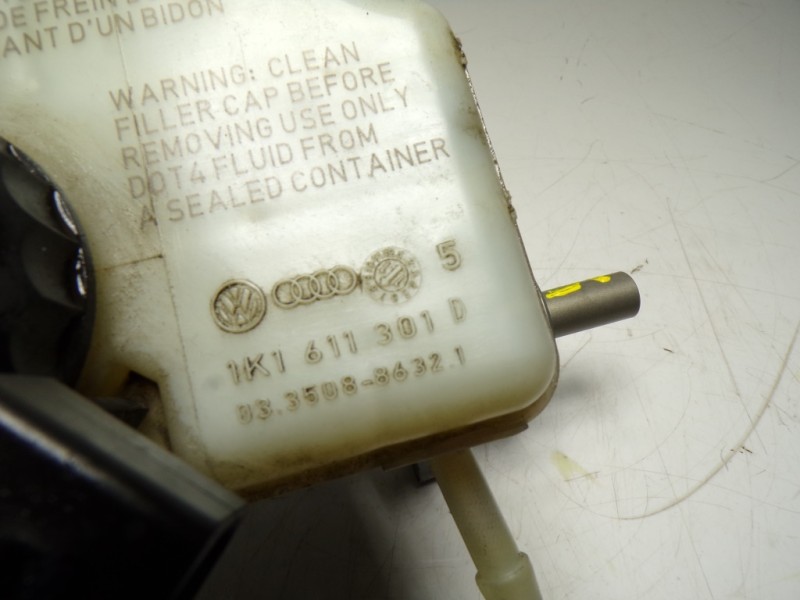 DE FREIN
ANT D'UN BIDON
WARNING: CLEAN
FILLER CAP BEFORE
REMOVING USE ONLY
DOT4 FLUID FROM
A SEALED CONTAINER
5
1K1 611 301 D
03.3508-8632.1